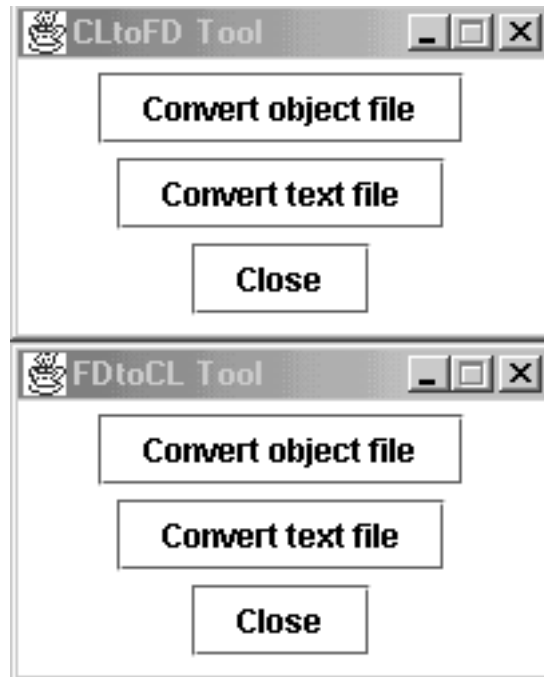 CLtoFD Tool
Convert object file
Convert text file
Close
FDtoCL Tool
Convert object file
Convert text file
Close